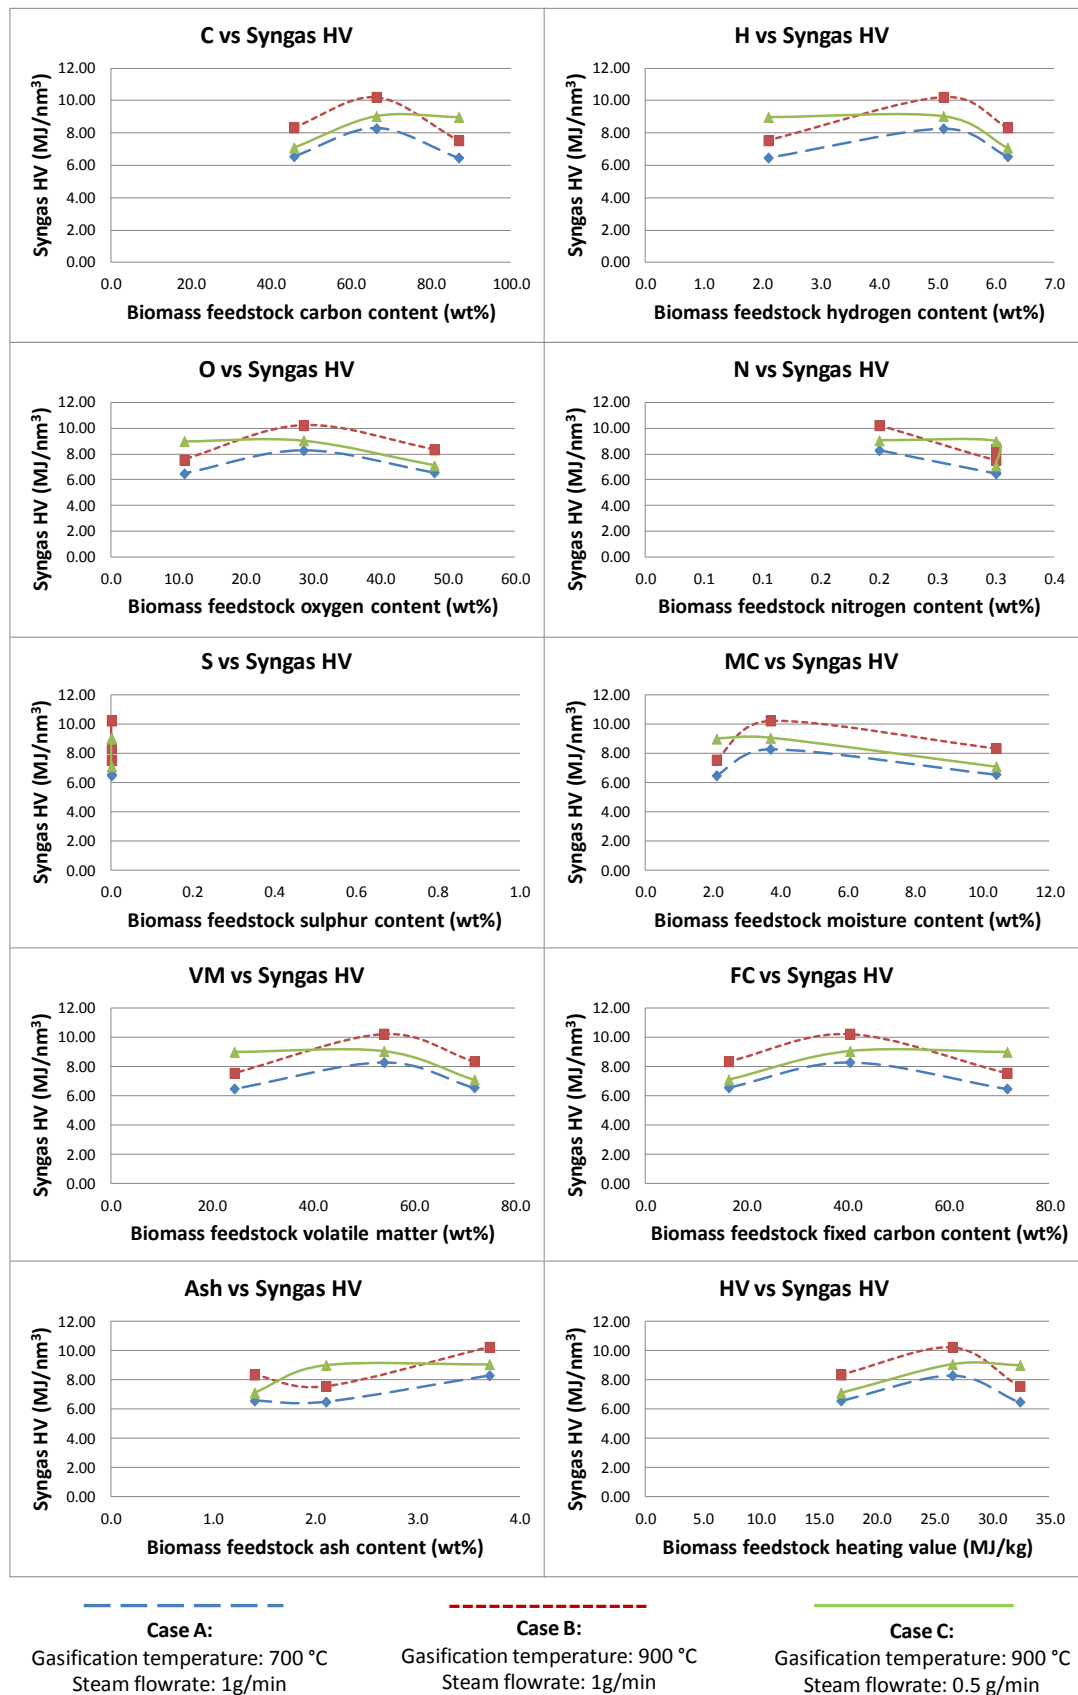 C vs Syngas HV
Syngas HV (MJ/nm³)
12.00
10.00
8.00
6.00
4.00
2.00
0.00
0.0 20.0 40.0 60.0 80.0 100.0
Biomass feedstock carbon content (wt%)
H vs Syngas HV
Syngas HV (MJ/nm³)
12.00
10.00
8.00
6.00
4.00
2.00
0.00
0.0 1.0 2.0 3.0 4.0 5.0 6.0 7.0
Biomass feedstock hydrogen content (wt%)
O vs Syngas HV
Syngas HV (MJ/nm³)
12.00
10.00
8.00
6.00
4.00
2.00
0.00
0.0 10.0 20.0 30.0 40.0 50.0 60.0
Biomass feedstock oxygen content (wt%)
N vs Syngas HV
Syngas HV (MJ/nm³)
12.00
10.00
8.00
6.00
4.00
2.00
0.00
0.0 0.1 0.1 0.2 0.2 0.3 0.3 0.4
Biomass feedstock nitrogen content (wt%)
S vs Syngas HV
Syngas HV (MJ/nm³)
12.00
10.00
8.00
6.00
4.00
2.00
0.00
0.0 0.2 0.4 0.6 0.8 1.0
Biomass feedstock sulphur content (wt%)
MC vs Syngas HV
Syngas HV (MJ/nm³)
12.00
10.00
8.00
6.00
4.00
2.00
0.00
0.0 2.0 4.0 6.0 8.0 10.0 12.0
Biomass feedstock moisture content (wt%)
VM vs Syngas HV
Syngas HV (MJ/nm³)
12.00
10.00
8.00
6.00
4.00
2.00
0.00
0.0 20.0 40.0 60.0 80.0
Biomass feedstock volatile matter (wt%)
FC vs Syngas HV
Syngas HV (MJ/nm³)
12.00
10.00
8.00
6.00
4.00
2.00
0.00
0.0 20.0 40.0 60.0 80.0
Biomass feedstock fixed carbon content (wt%)
Ash vs Syngas HV
Syngas HV (MJ/nm³)
12.00
10.00
8.00
6.00
4.00
2.00
0.00
0.0 1.0 2.0 3.0 4.0
Biomass feedstock ash content (wt%)
HV vs Syngas HV
Syngas HV (MJ/nm³)
12.00
10.00
8.00
6.00
4.00
2.00
0.00
0.0 5.0 10.0 15.0 20.0 25.0 30.0 35.0
Biomass feedstock heating value (MJ/kg)
Case A:
Gasification temperature: 700 °C
Steam flowrate: 1g/min
Case B:
Gasification temperature: 900 °C
Steam flowrate: 1g/min
Case C:
Gasification temperature: 900 °C
Steam flowrate: 0.5 g/min